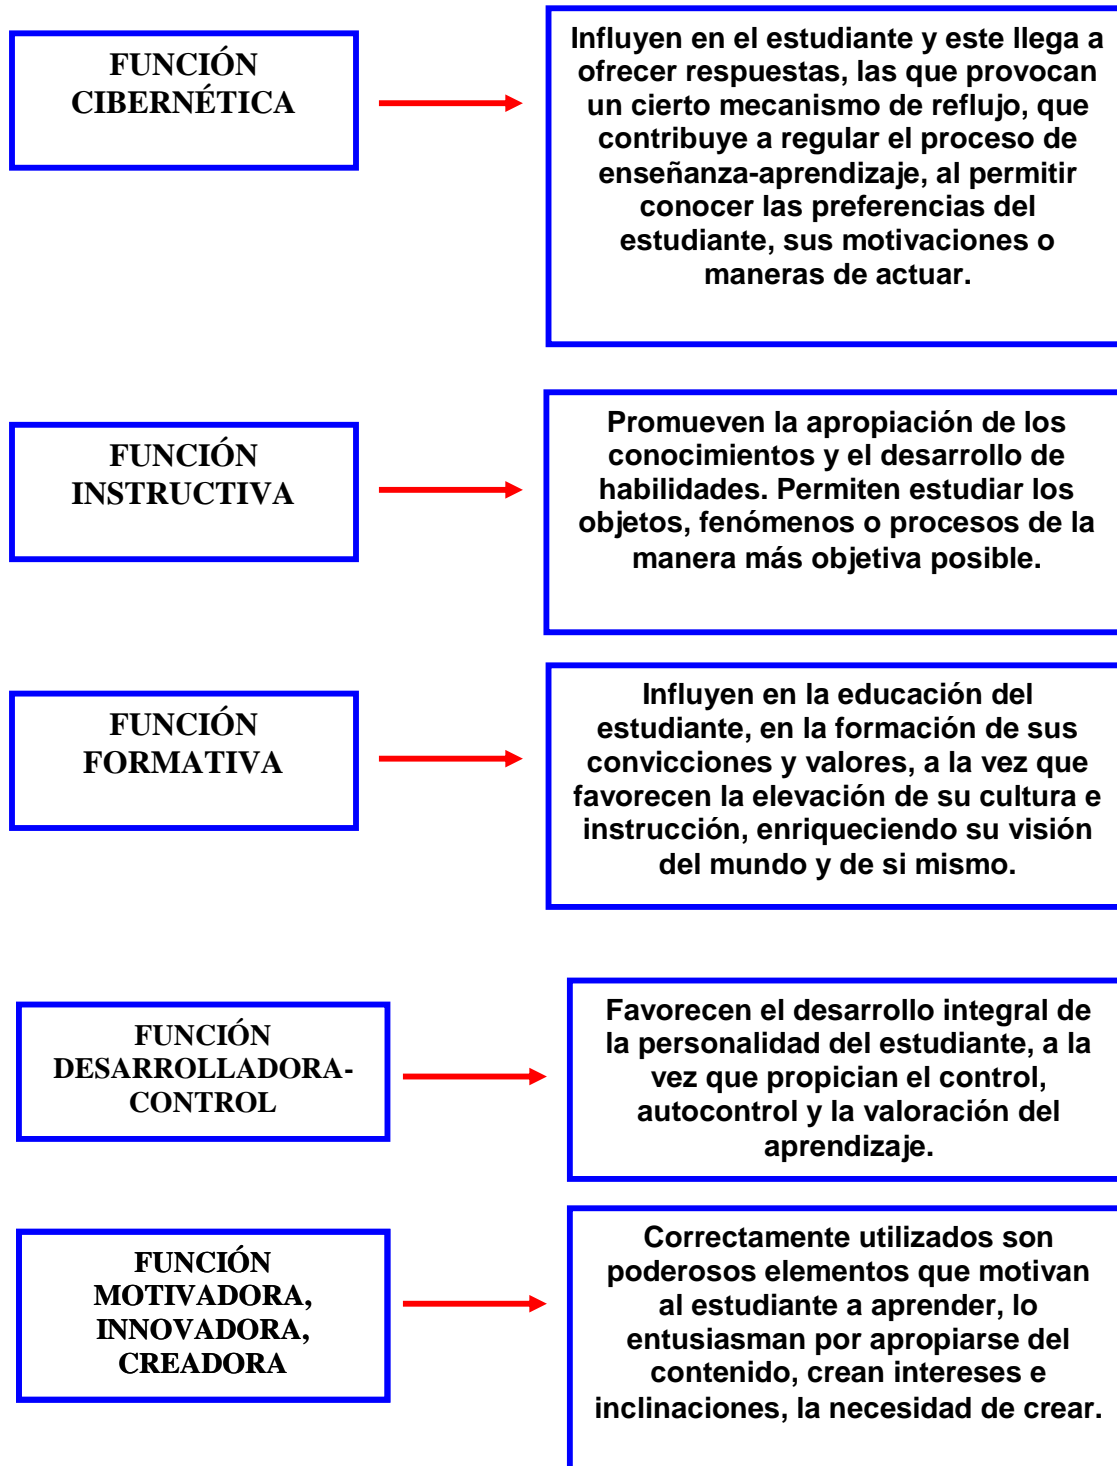 FUNCIÓN
CIBERNÉTICA
Influyen en el estudiante y este llega a
ofrecer respuestas, las que provocan
un cierto mecanismo de reflujo, que
contribuye a regular el proceso de
enseñanza-aprendizaje, al permitir
conocer las preferencias del
estudiante, sus motivaciones o
maneras de actuar.
FUNCIÓN
INSTRUCTIVA
Promueven la apropiación de los
conocimientos y el desarrollo de
habilidades. Permiten estudiar los
objetos, fenómenos o procesos de la
manera más objetiva posible.
FUNCIÓN
FORMATIVA
Influyen en la educación del
estudiante, en la formación de sus
convicciones y valores, a la vez que
favorecen la elevación de su cultura e
instrucción, enriqueciendo su visión
del mundo y de si mismo.
FUNCIÓN
DESARROLLADORA-
CONTROL
Favorecen el desarrollo integral de
la personalidad del estudiante, a la
vez que propician el control,
autocontrol y la valoración del
aprendizaje.
FUNCIÓN
MOTIVADORA,
INNOVADORA,
CREADORA
Correctamente utilizados son
poderosos elementos que motivan
al estudiante a aprender, lo
entusiasman por apropiarse del
contenido, crean intereses e
inclinaciones, la necesidad de crear.